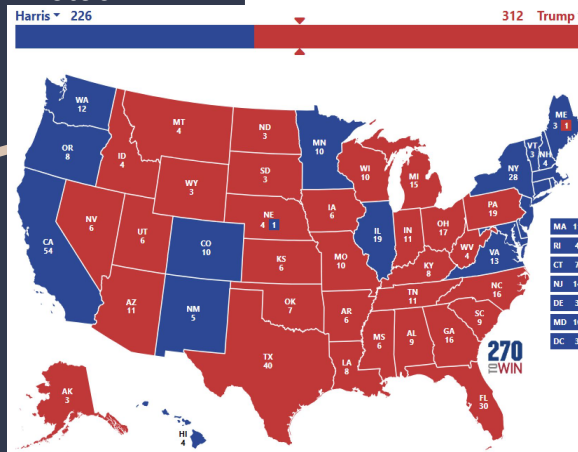 Harris 226
312 Trump
WA
12
OR
8
CA
54
NV
6
ID
4
MT
4
WY
3
UT
6
AZ
11
CO
10
NM
5
ND
3
SD
3
NE
4 1
KS
6
OK
7
TX
40
MN
10
IA
6
MO
10
AR
6
LA
8
WI
10
IL
19
MI
15
IN
11
OH
17
KY
8
TN
11
MS
6
AL
9
GA
16
FL
30
SC
9
NC
16
VA
13
WV
4
PA
19
NY
28
VT
3
NH
4
ME
3 1
AK
3
HI
4
MA
RI
CT
NJ
DE
MD
DC
270
TO WIN